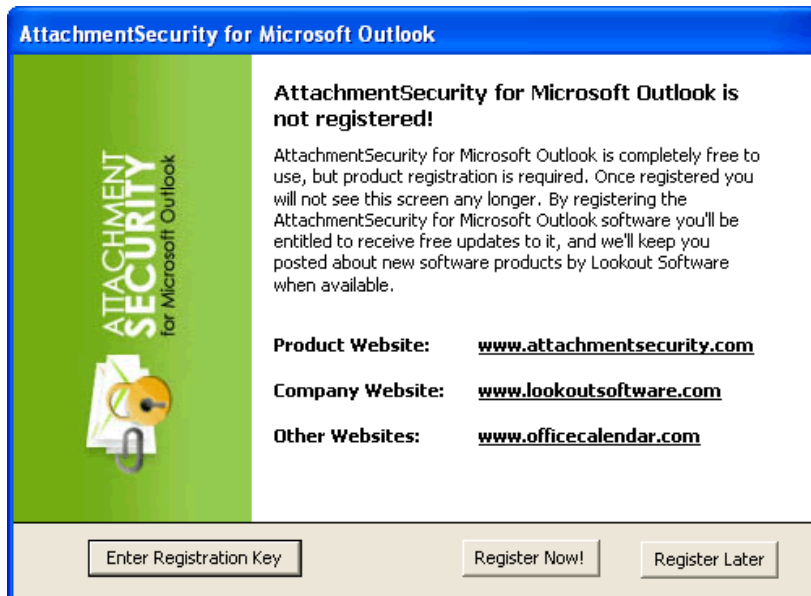 AttachmentSecurity for Microsoft Outlook
ATTACHMENT
SECURITY
for Microsoft Outlook
AttachmentSecurity for Microsoft Outlook is
not registered!
AttachmentSecurity for Microsoft Outlook is completely free to
use, but product registration is required. Once registered you
will not see this screen any longer. By registering the
AttachmentSecurity for Microsoft Outlook software you'll be
entitled to receive free updates to it, and we'll keep you
posted about new software products by Lookout Software
when available.
Product Website: www.attachmentsecurity.com
Company Website: www.lookoutsoftware.com
Other Websites: www.officecalendar.com
Enter Registration Key Register Now! Register Later